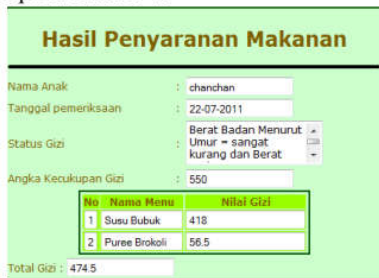 Hasil Penyaranan Makanan
Nama Anak : chanchan
Tanggal pemeriksaan : 22-07-2011
Status Gizi : Berat Badan Menurut
Umur = sangat
kurang dan Berat
Angka Kecukupan Gizi : 550
No Nama Menu Nilai Gizi
1 Susu Bubuk 418
2 Puree Brokoli 56.5
Total Gizi : 474.5